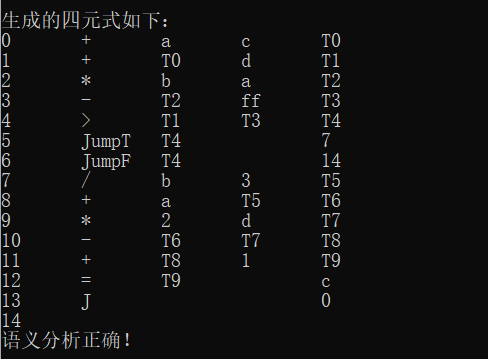 生成的四元式如下:
0 + a c T0
1 + T0 d T1
2 * b a T2
3 - T2 ff T3
4 > T1 T3 T4
5 JumpT T4 7
6 JumpF T4 14
7 / b 3 T5
8 + a T5 T6
9 * 2 d T7
10 - T6 T7 T8
11 + T8 1 T9
12 = T9 c
13 J 0
14
语义分析正确!